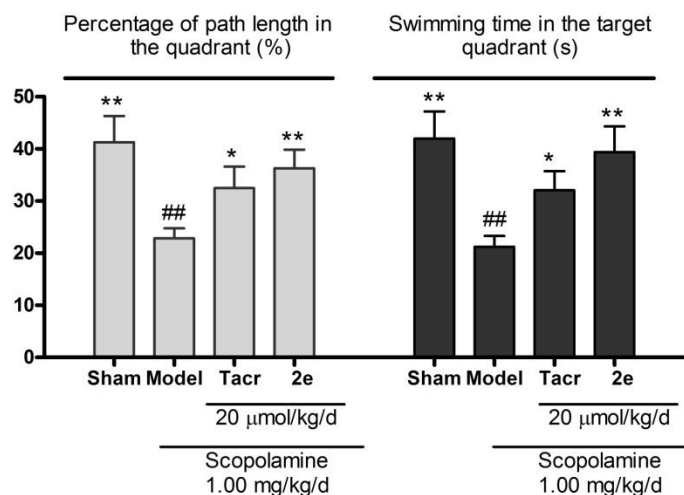 Percentage of path length in
the quadrant (%)
Swimming time in the target
quadrant (s)
50
40
30
20
10
0
**
##
*
**
**
##
*
**
Sham Model Tacr 2e
Sham Model Tacr 2e
20 μmol/kg/d
20 μmol/kg/d
Scopolamine
1.00 mg/kg/d
Scopolamine
1.00 mg/kg/d